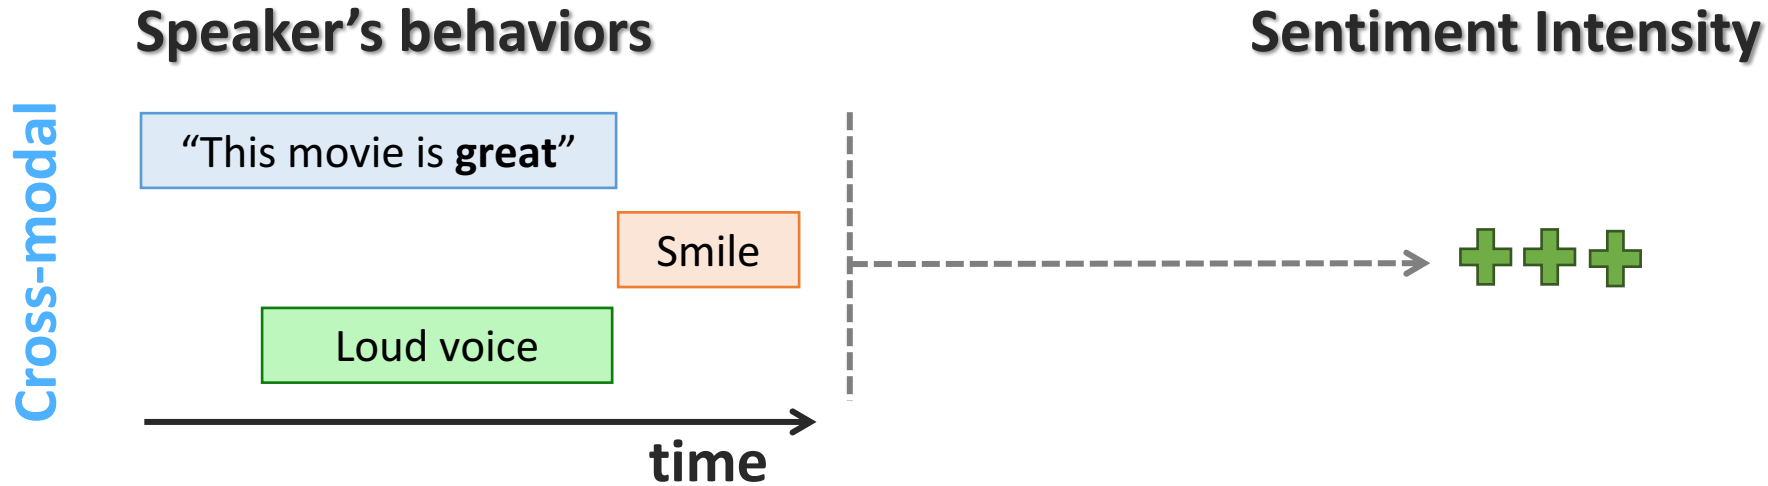 Speaker’s behaviors
Sentiment Intensity
Cross-modal
“This movie is great”
Smile
Loud voice
time